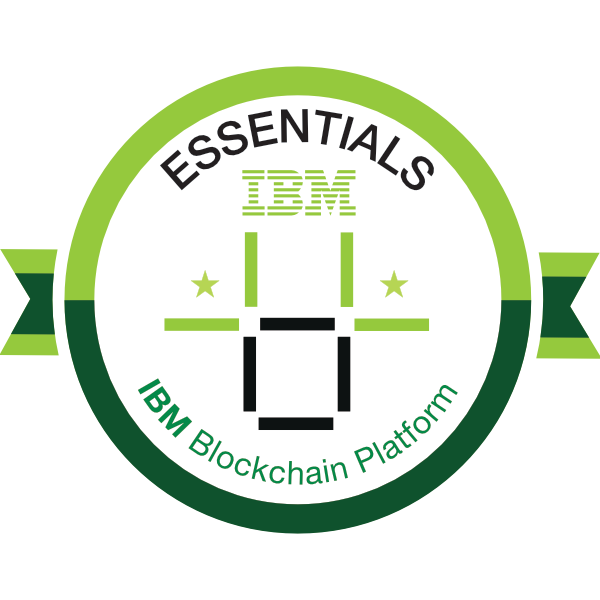 ESSENTIALS
IBM
IBM Blockchain Platform